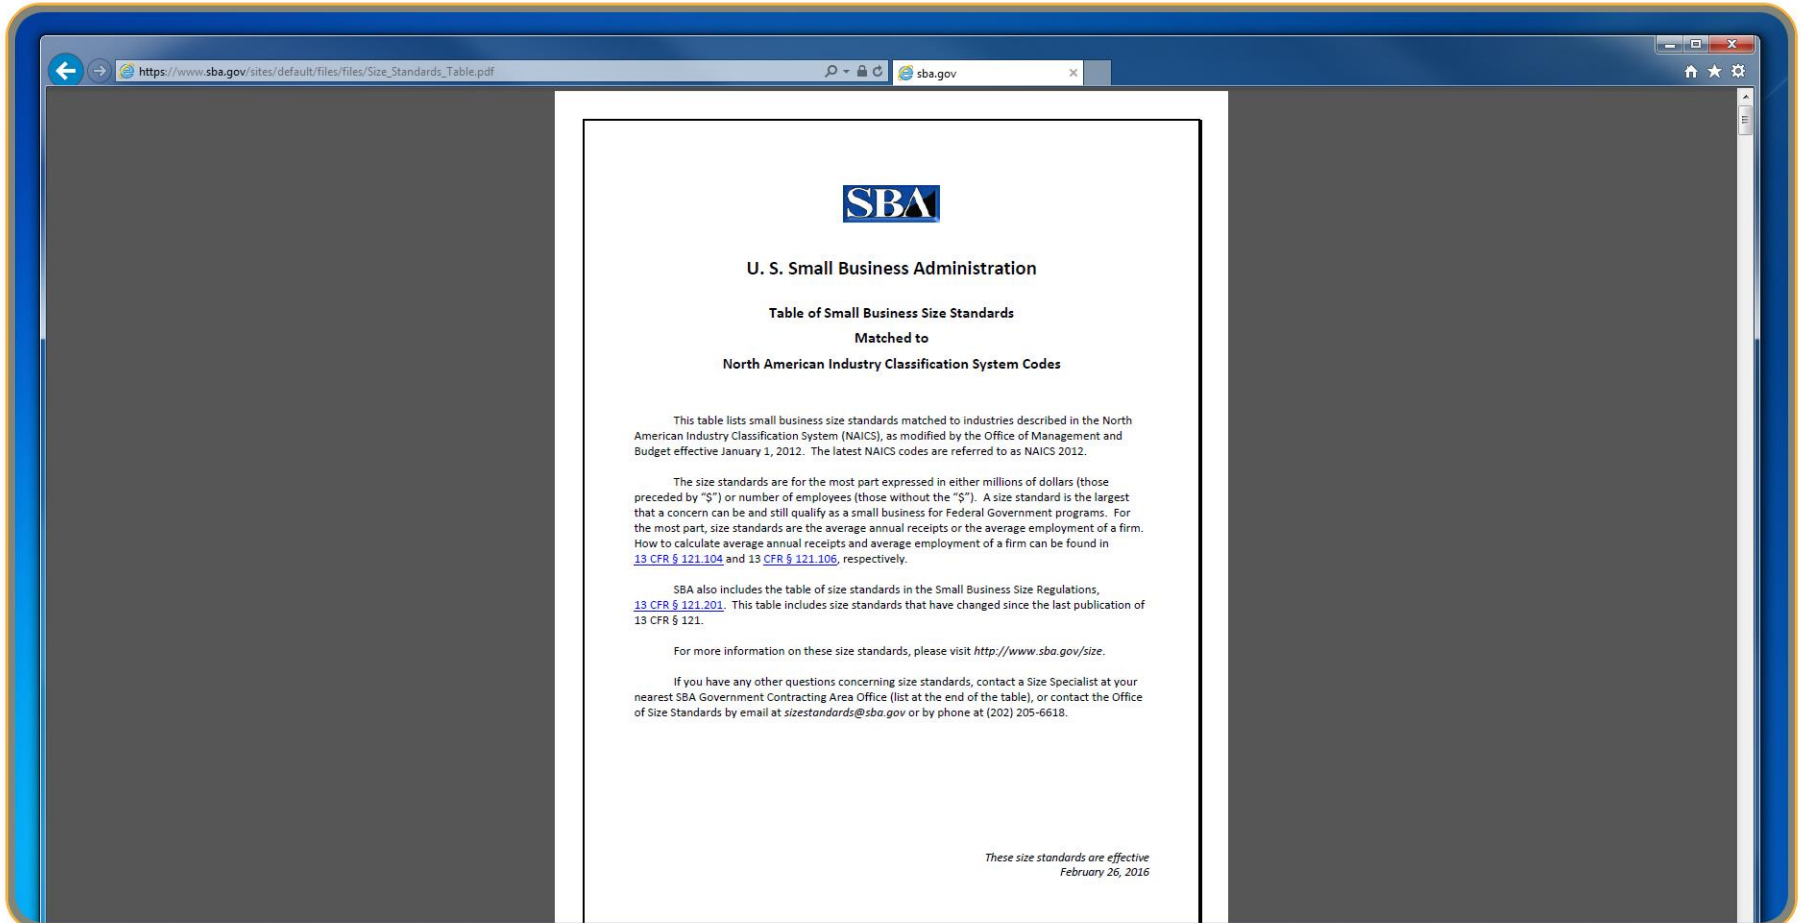 https://www.sba.gov/sites/default/files/files/Size_Standards_Table.pdf
sba.gov
SBA
U. S. Small Business Administration
Table of Small Business Size Standards
Matched to
North American Industry Classification System Codes
This table lists small business size standards matched to industries described in the North
American Industry Classification System (NAICS), as modified by the Office of Management and
Budget effective January 1, 2012.  The latest NAICS codes are referred to as NAICS 2012.
The size standards are for the most part expressed in either millions of dollars (those
preceded by “$”) or number of employees (those without the “$”).  A size standard is the largest
that a concern can be and still qualify as a small business for Federal Government programs.  For
the most part, size standards are the average annual receipts or the average employment of a firm.
How to calculate average annual receipts and average employment of a firm can be found in
13 CFR § 121.104 and 13 CFR § 121.106, respectively.
SBA also includes the table of size standards in the Small Business Size Regulations,
13 CFR § 121.201.  This table includes size standards that have changed since the last publication of
13 CFR § 121.
For more information on these size standards, please visit http://www.sba.gov/size.
If you have any other questions concerning size standards, contact a Size Specialist at your
nearest SBA Government Contracting Area Office (list at the end of the table), or contact the Office
of Size Standards by email at sizestandards@sba.gov or by phone at (202) 205-6618.
These size standards are effective
February 26, 2016